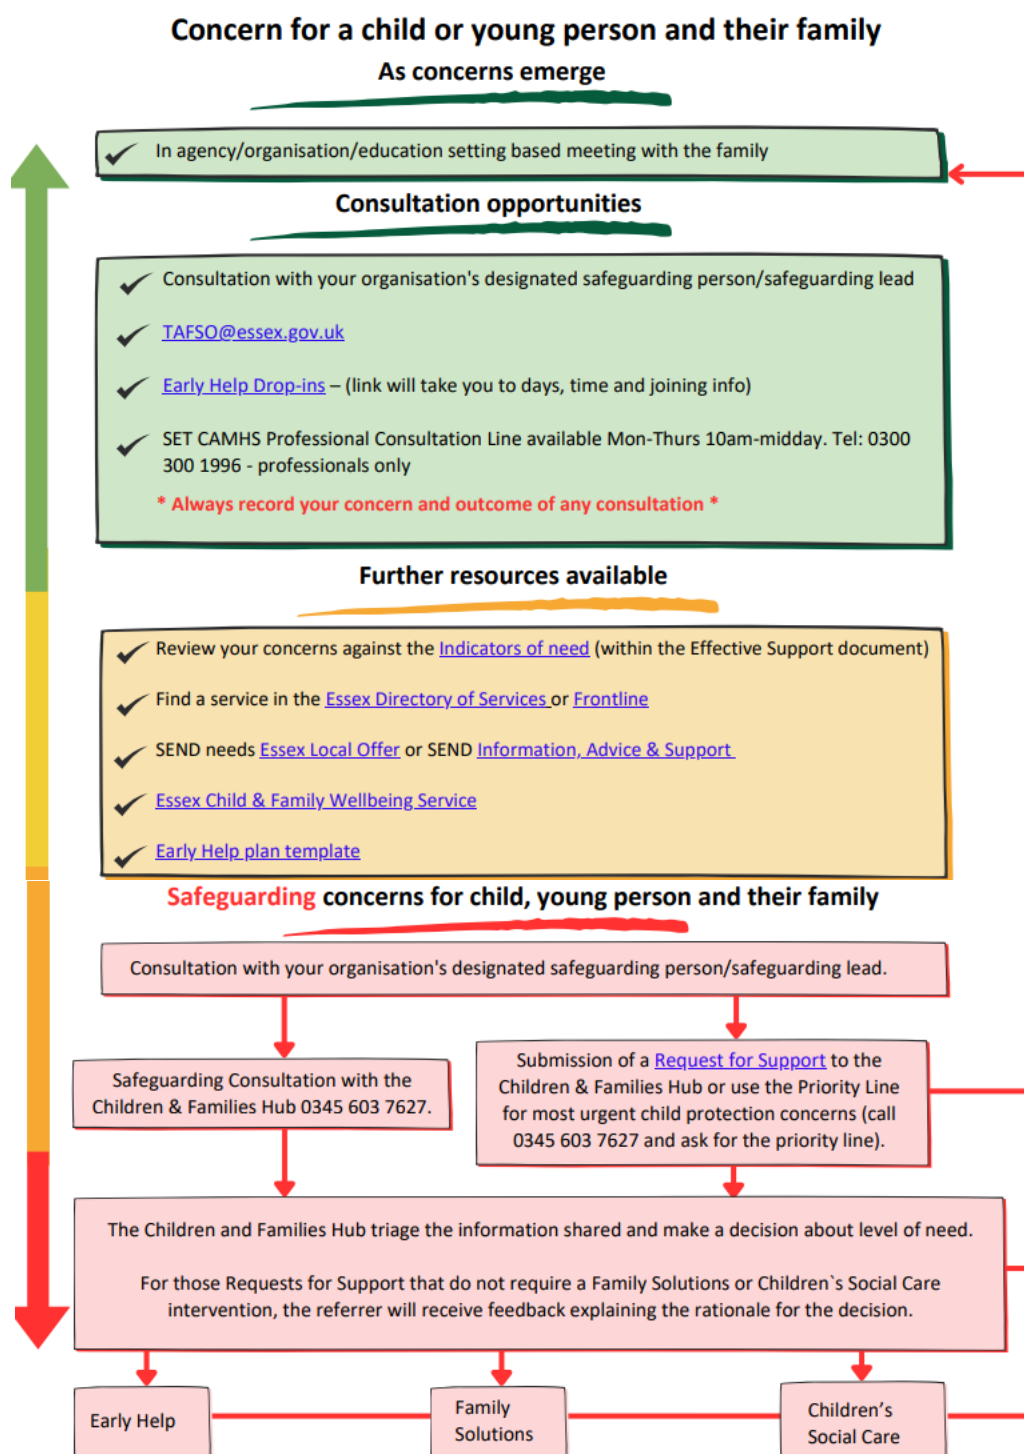 Concern for a child or young person and their family
As concerns emerge
In agency/organisation/education setting based meeting with the family
Consultation opportunities
Consultation with your organisation's designated safeguarding person/safeguarding lead
TAFSO@essex.gov.uk
Early Help Drop-ins – (link will take you to days, time and joining info)
SET CAMHS Professional Consultation Line available Mon-Thurs 10am-midday. Tel: 0300
300 1996 - professionals only
* Always record your concern and outcome of any consultation *
Further resources available
Review your concerns against the Indicators of need (within the Effective Support document)
Find a service in the Essex Directory of Services or Frontline
SEND needs Essex Local Offer or SEND Information, Advice & Support
Essex Child & Family Wellbeing Service
Early Help plan template
Safeguarding concerns for child, young person and their family
Consultation with your organisation's designated safeguarding person/safeguarding lead.
Safeguarding Consultation with the
Children & Families Hub 0345 603 7627.
Submission of a Request for Support to the
Children & Families Hub or use the Priority Line
for most urgent child protection concerns (call
0345 603 7627 and ask for the priority line).
The Children and Families Hub triage the information shared and make a decision about level of need.
For those Requests for Support that do not require a Family Solutions or Children`s Social Care
intervention, the referrer will receive feedback explaining the rationale for the decision.
Early Help
Family
Solutions
Children's
Social Care